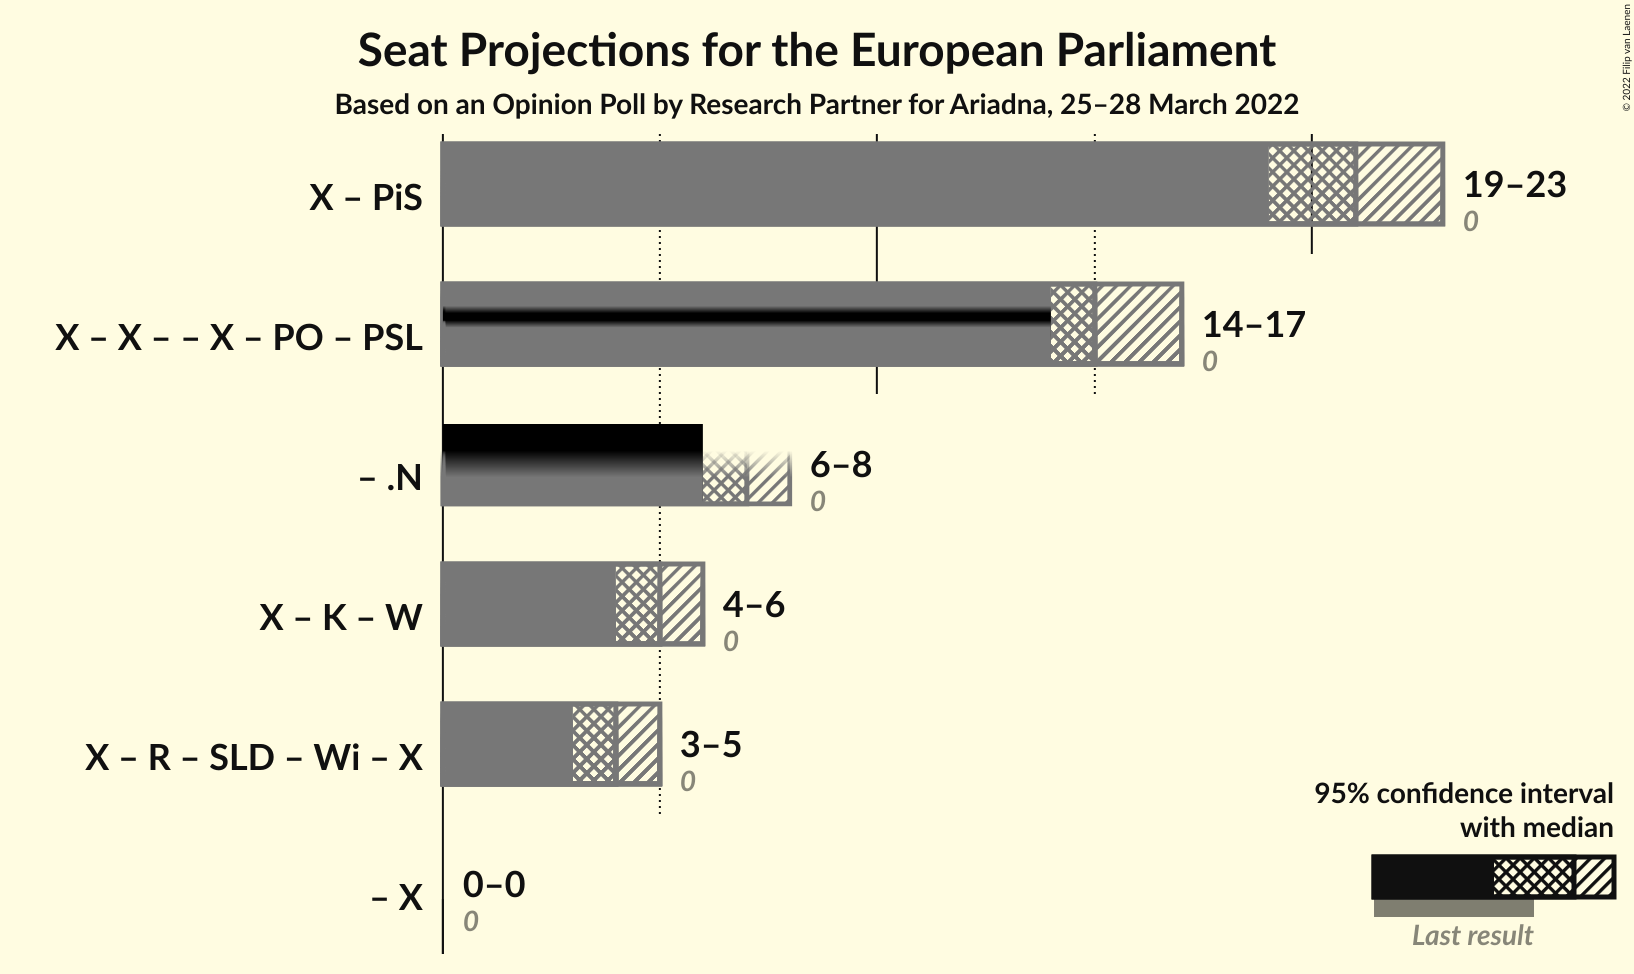 Seat Projections for the European Parliament
Based on an Opinion Poll by Research Partner for Ariadna, 25–28 March 2022
© 2022 Filip van Laenen
X – PiS
19–23
0
X – X – – X – PO – PSL
14–17
0
– .N
6–8
0
X – K – W
4–6
0
X – R – SLD – Wi – X
3–5
0
– X
0–0
0
95% confidence interval
with median
Last result